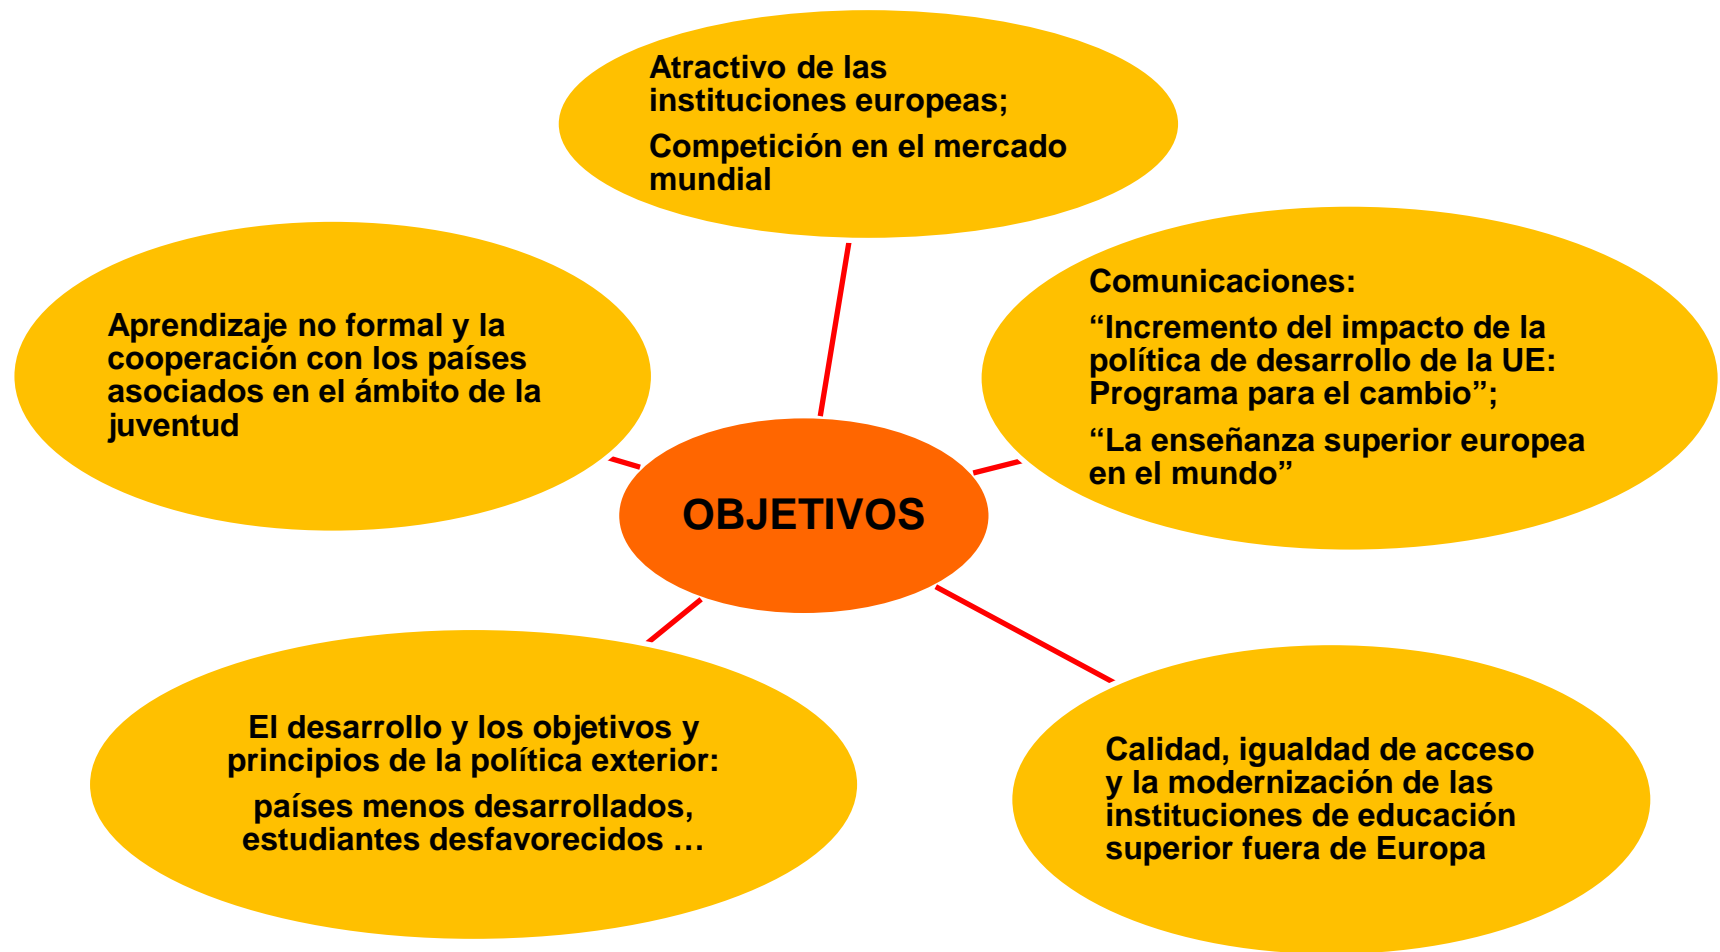 Atractivo de las
instituciones europeas;
Competición en el mercado
mundial
Comunicaciones:
“Incremento del impacto de la
política de desarrollo de la UE:
Programa para el cambio”;
“La enseñanza superior europea
en el mundo”
Aprendizaje no formal y la
cooperación con los países
asociados en el ámbito de la
juventud
OBJETIVOS
El desarrollo y los objetivos y
principios de la política exterior:
países menos desarrollados,
estudiantes desfavorecidos …
Calidad, igualdad de acceso
y la modernización de las
instituciones de educación
superior fuera de Europa